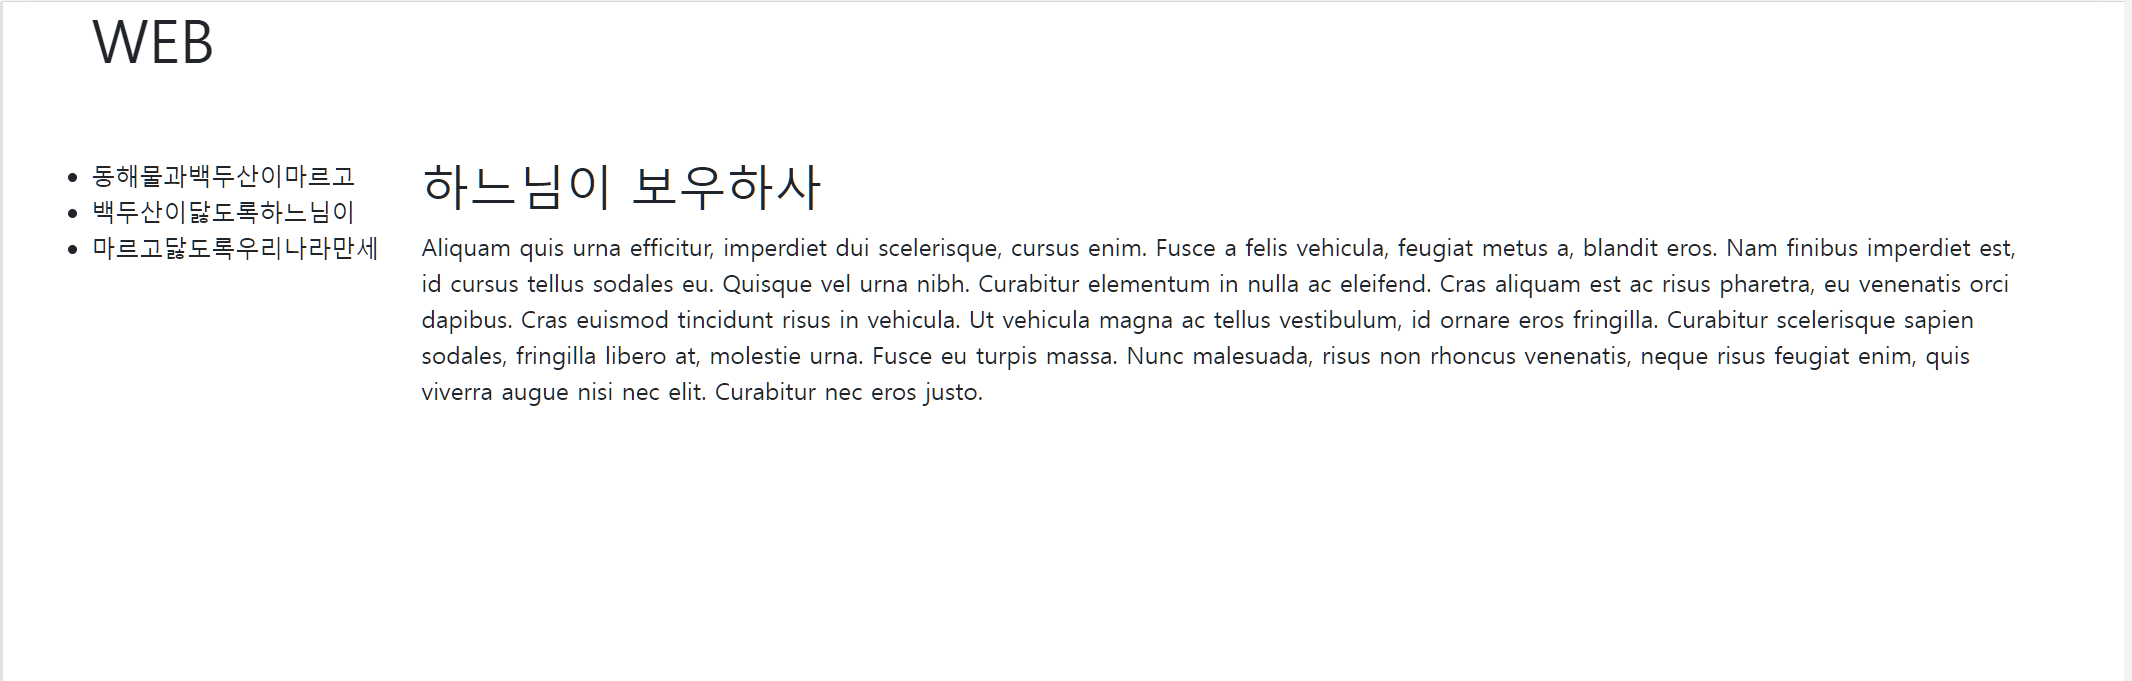 WEB
동해물과백두산이마르고
백두산이닳도록하느님이
마르고닳도록우리나라만세
하느님이 보우하사
Aliquam quis urna efficitur, imperdiet dui scelerisque, cursus enim. Fusce a felis vehicula, feugiat metus a, blandit eros. Nam finibus imperdiet est,
id cursus tellus sodales eu. Quisque vel urna nibh. Curabitur elementum in nulla ac eleifend. Cras aliquam est ac risus pharetra, eu venenatis orci
dapibus. Cras euismod tincidunt risus in vehicula. Ut vehicula magna ac tellus vestibulum, id ornare eros fringilla. Curabitur scelerisque sapien
sodales, fringilla libero at, molestie urna. Fusce eu turpis massa. Nunc malesuada, risus non rhoncus venenatis, neque risus feugiat enim, quis
viverra augue nisi nec elit. Curabitur nec eros justo.